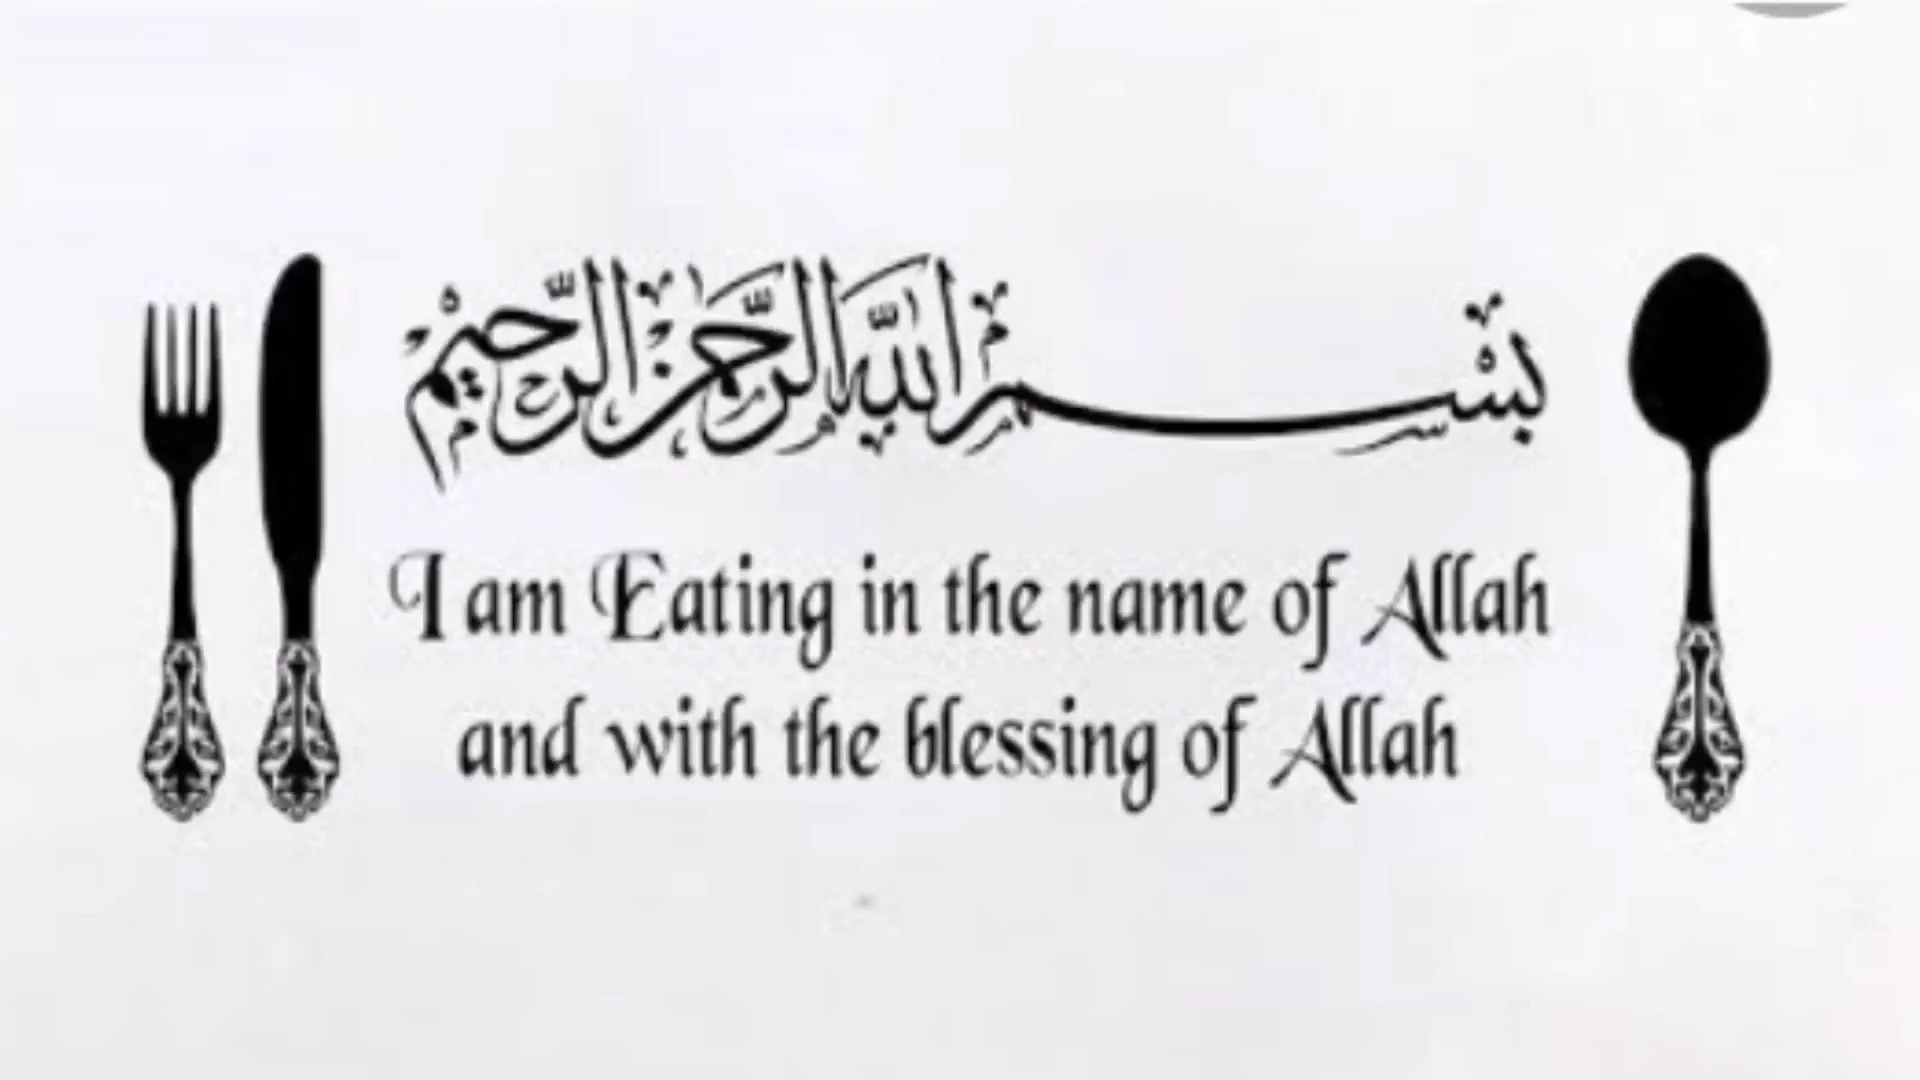 بسم الله الرحمن الرحيم
I am Eating in the name of Allah
and with the blessing of Allah